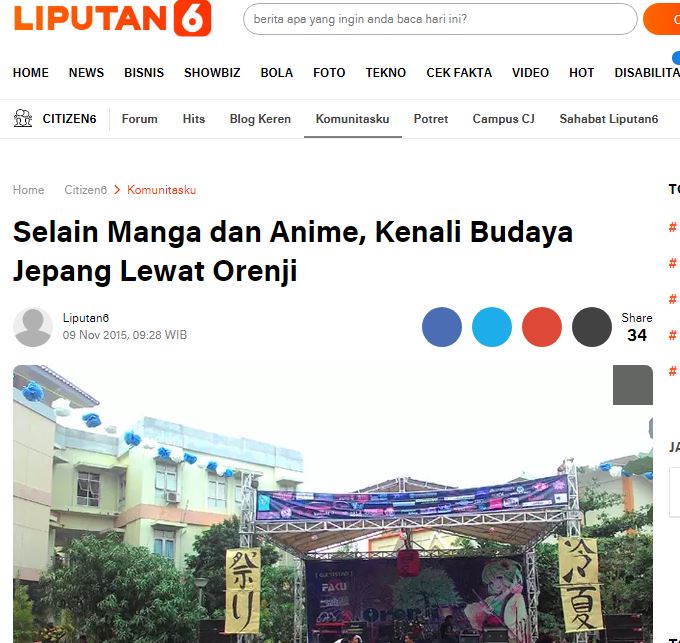 LIPUTAN 6
berita apa yang ingin anda baca hari ini?
HOME NEWS BISNIS SHOWBIZ BOLA FOTO TEKNO CEK FAKTA VIDEO HOT DISABILITA
CITIZEN6 Forum Hits Blog Keren Komunitasku Potret Campus CJ Sahabat Liputan6
Home Citizen6 > Komunitasku
Selain Manga dan Anime, Kenali Budaya
Jepang Lewat Orenji
Liputan6
09 Nov 2015, 09:28 WIB
Share
34
#
#
#
#
#
祭り
冷夏
夏
FAKU
Orenji